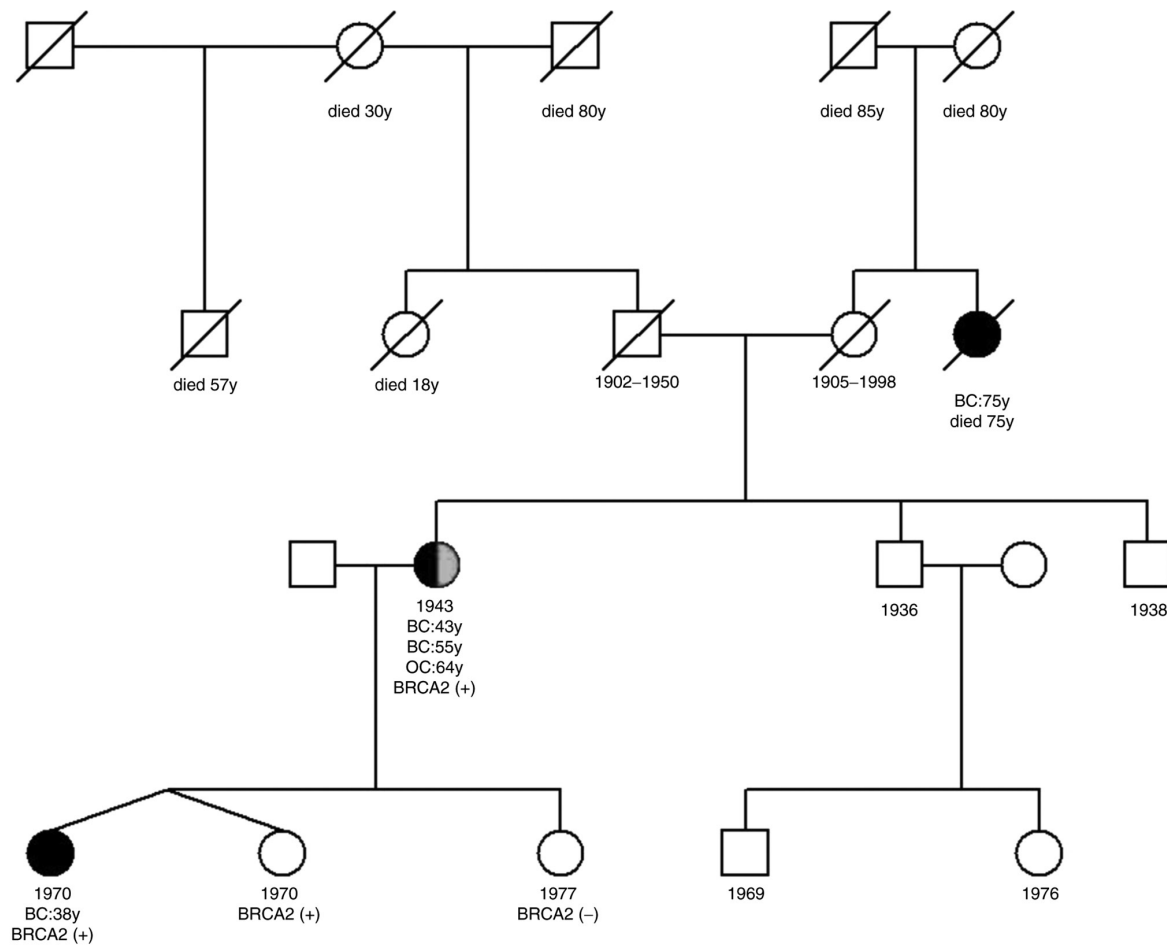 died 30y
died 80y
died 85y
died 80y
died 57y
died 18y
1902–1950
1905–1998
BC:75y
died 75y
1943
BC:43y
BC:55y
OC:64y
BRCA2 (+)
1936
1938
1970
BC:38y
BRCA2 (+)
1970
BRCA2 (+)
1977
BRCA2 (–)
1969
1976